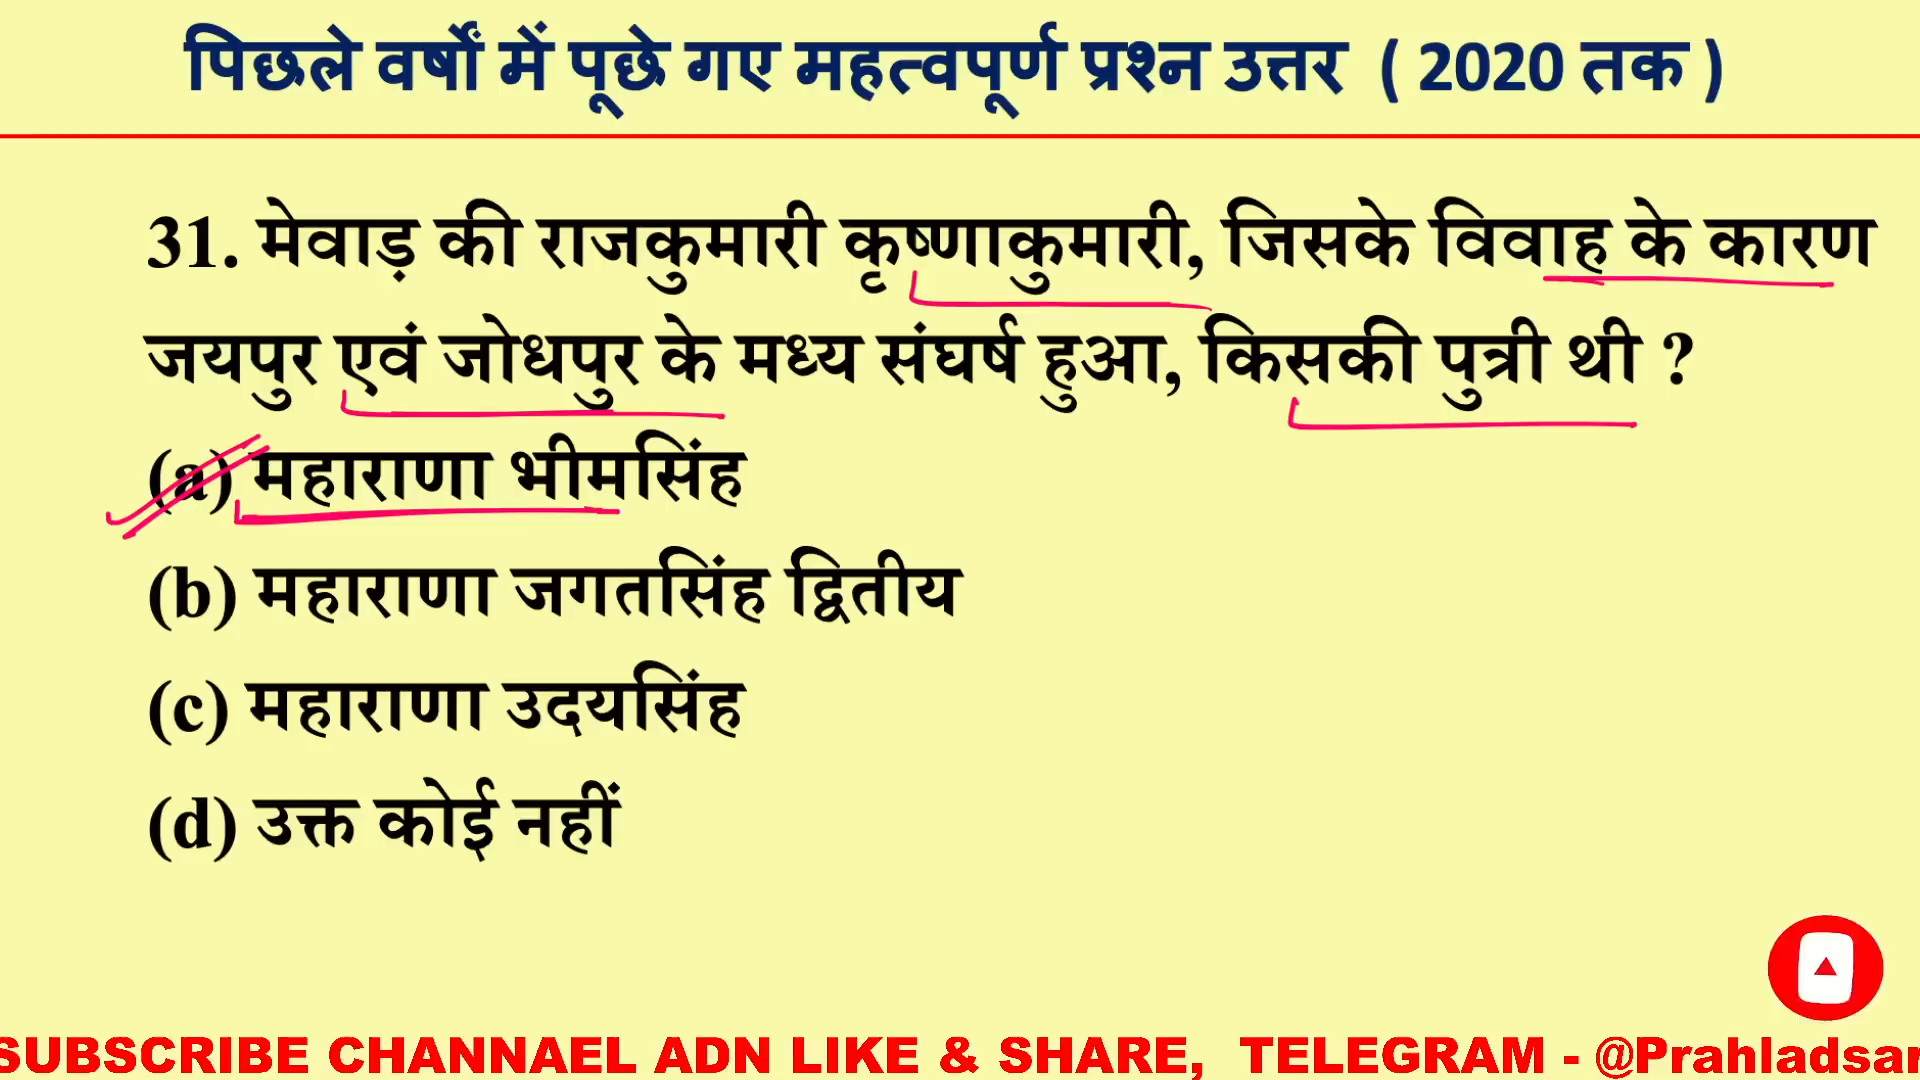 पिछले वर्षों में पूछे गए महत्वपूर्ण प्रश्न उत्तर ( 2020 तक )
31. मेवाड़ की राजकुमारी कृष्णाकुमारी, जिसके विवाह के कारण
जयपुर एवं जोधपुर के मध्य संघर्ष हुआ, किसकी पुत्री थी ?
(a) महाराणा भीमसिंह
(b) महाराणा जगतसिंह द्वितीय
(c) महाराणा उदयसिंह
(d) उक्त कोई नहीं
SUBSCRIBE CHANNAEL ADN LIKE & SHARE, TELEGRAM - @Prahladsar